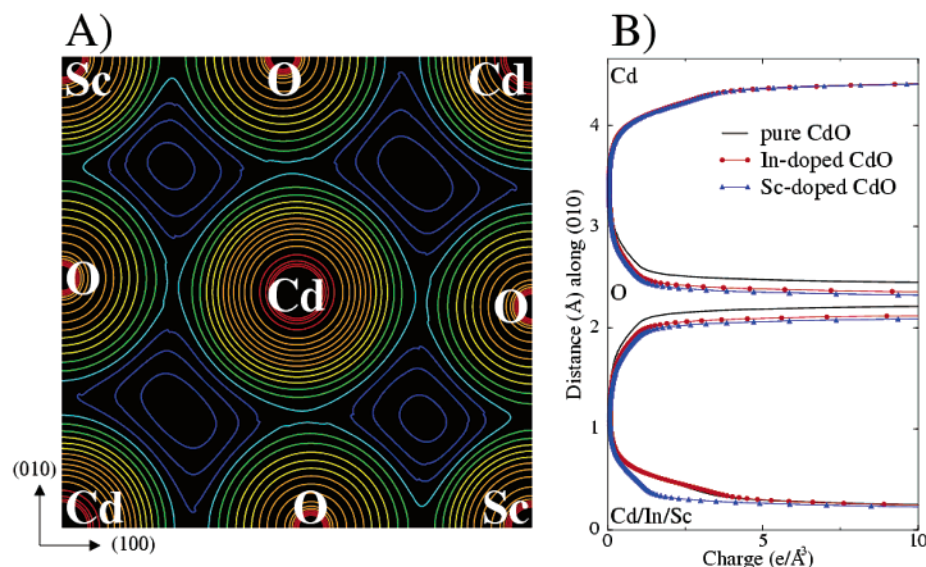 A)
Sc O Cd
O Cd O
Cd O Sc
(010)
(100)
B)
Cd
4
pure CdO
In-doped CdO
Sc-doped CdO
3
O
2
1
Cd/In/Sc
0
0 5 10
Distance (Å) along (010)
Charge (e/Å³)